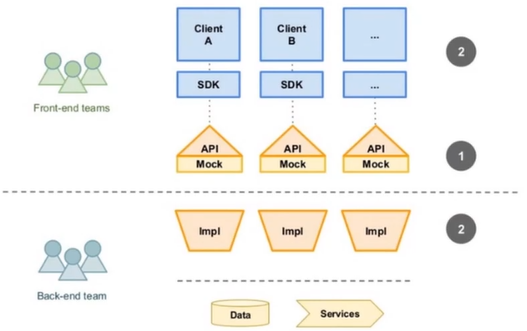 Client
A
Client
B
...
2
SDK
SDK
...
Front-end teams
API
Mock
API
Mock
API
Mock
1
Impl
Impl
Impl
2
Back-end team
Data
Services